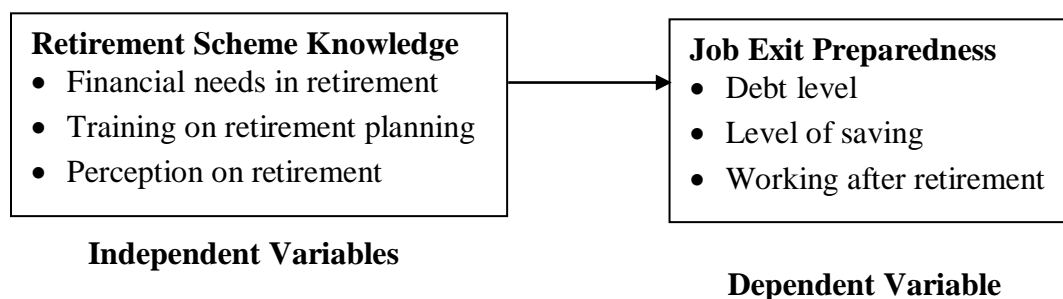 Retirement Scheme Knowledge
• Financial needs in retirement
• Training on retirement planning
• Perception on retirement
Independent Variables
Job Exit Preparedness
• Debt level
• Level of saving
• Working after retirement
Dependent Variable